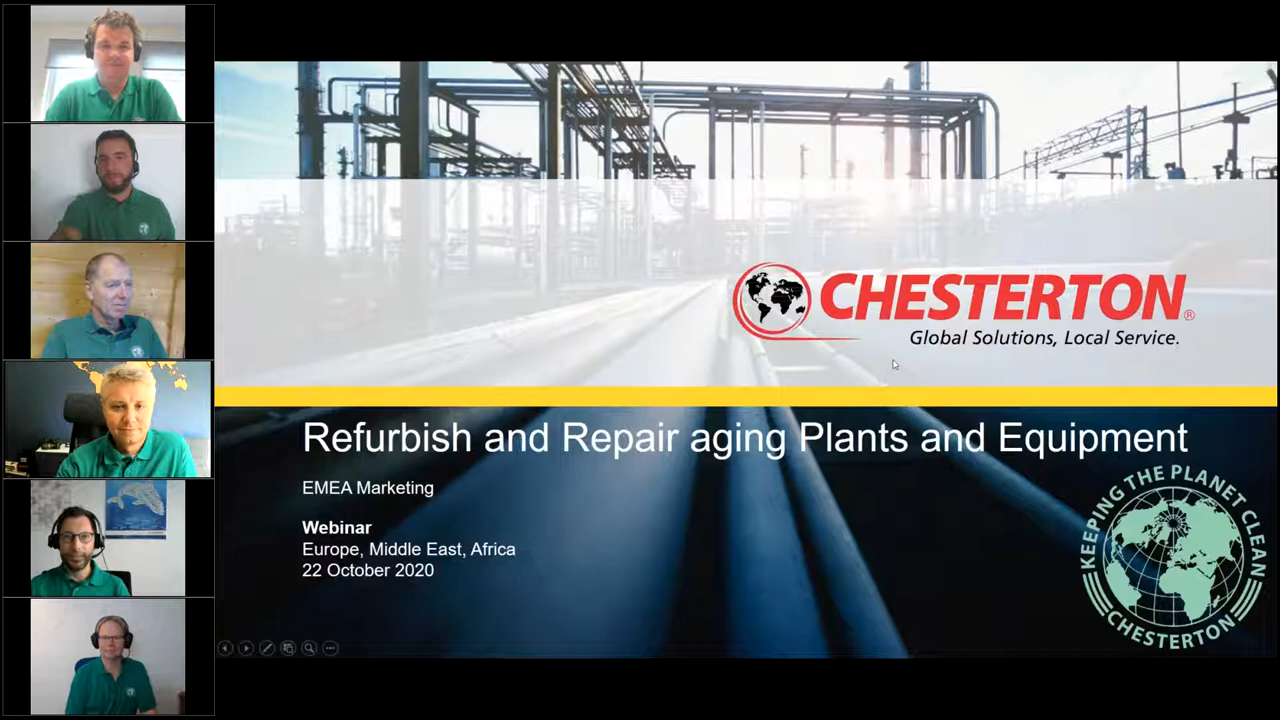 CHESTERTON®
Global Solutions, Local Service.
Refurbish and Repair aging Plants and Equipment
EMEA Marketing
Webinar
Europe, Middle East, Africa
22 October 2020
KEEPING THE PLANET CLEAN
CHESTERTON